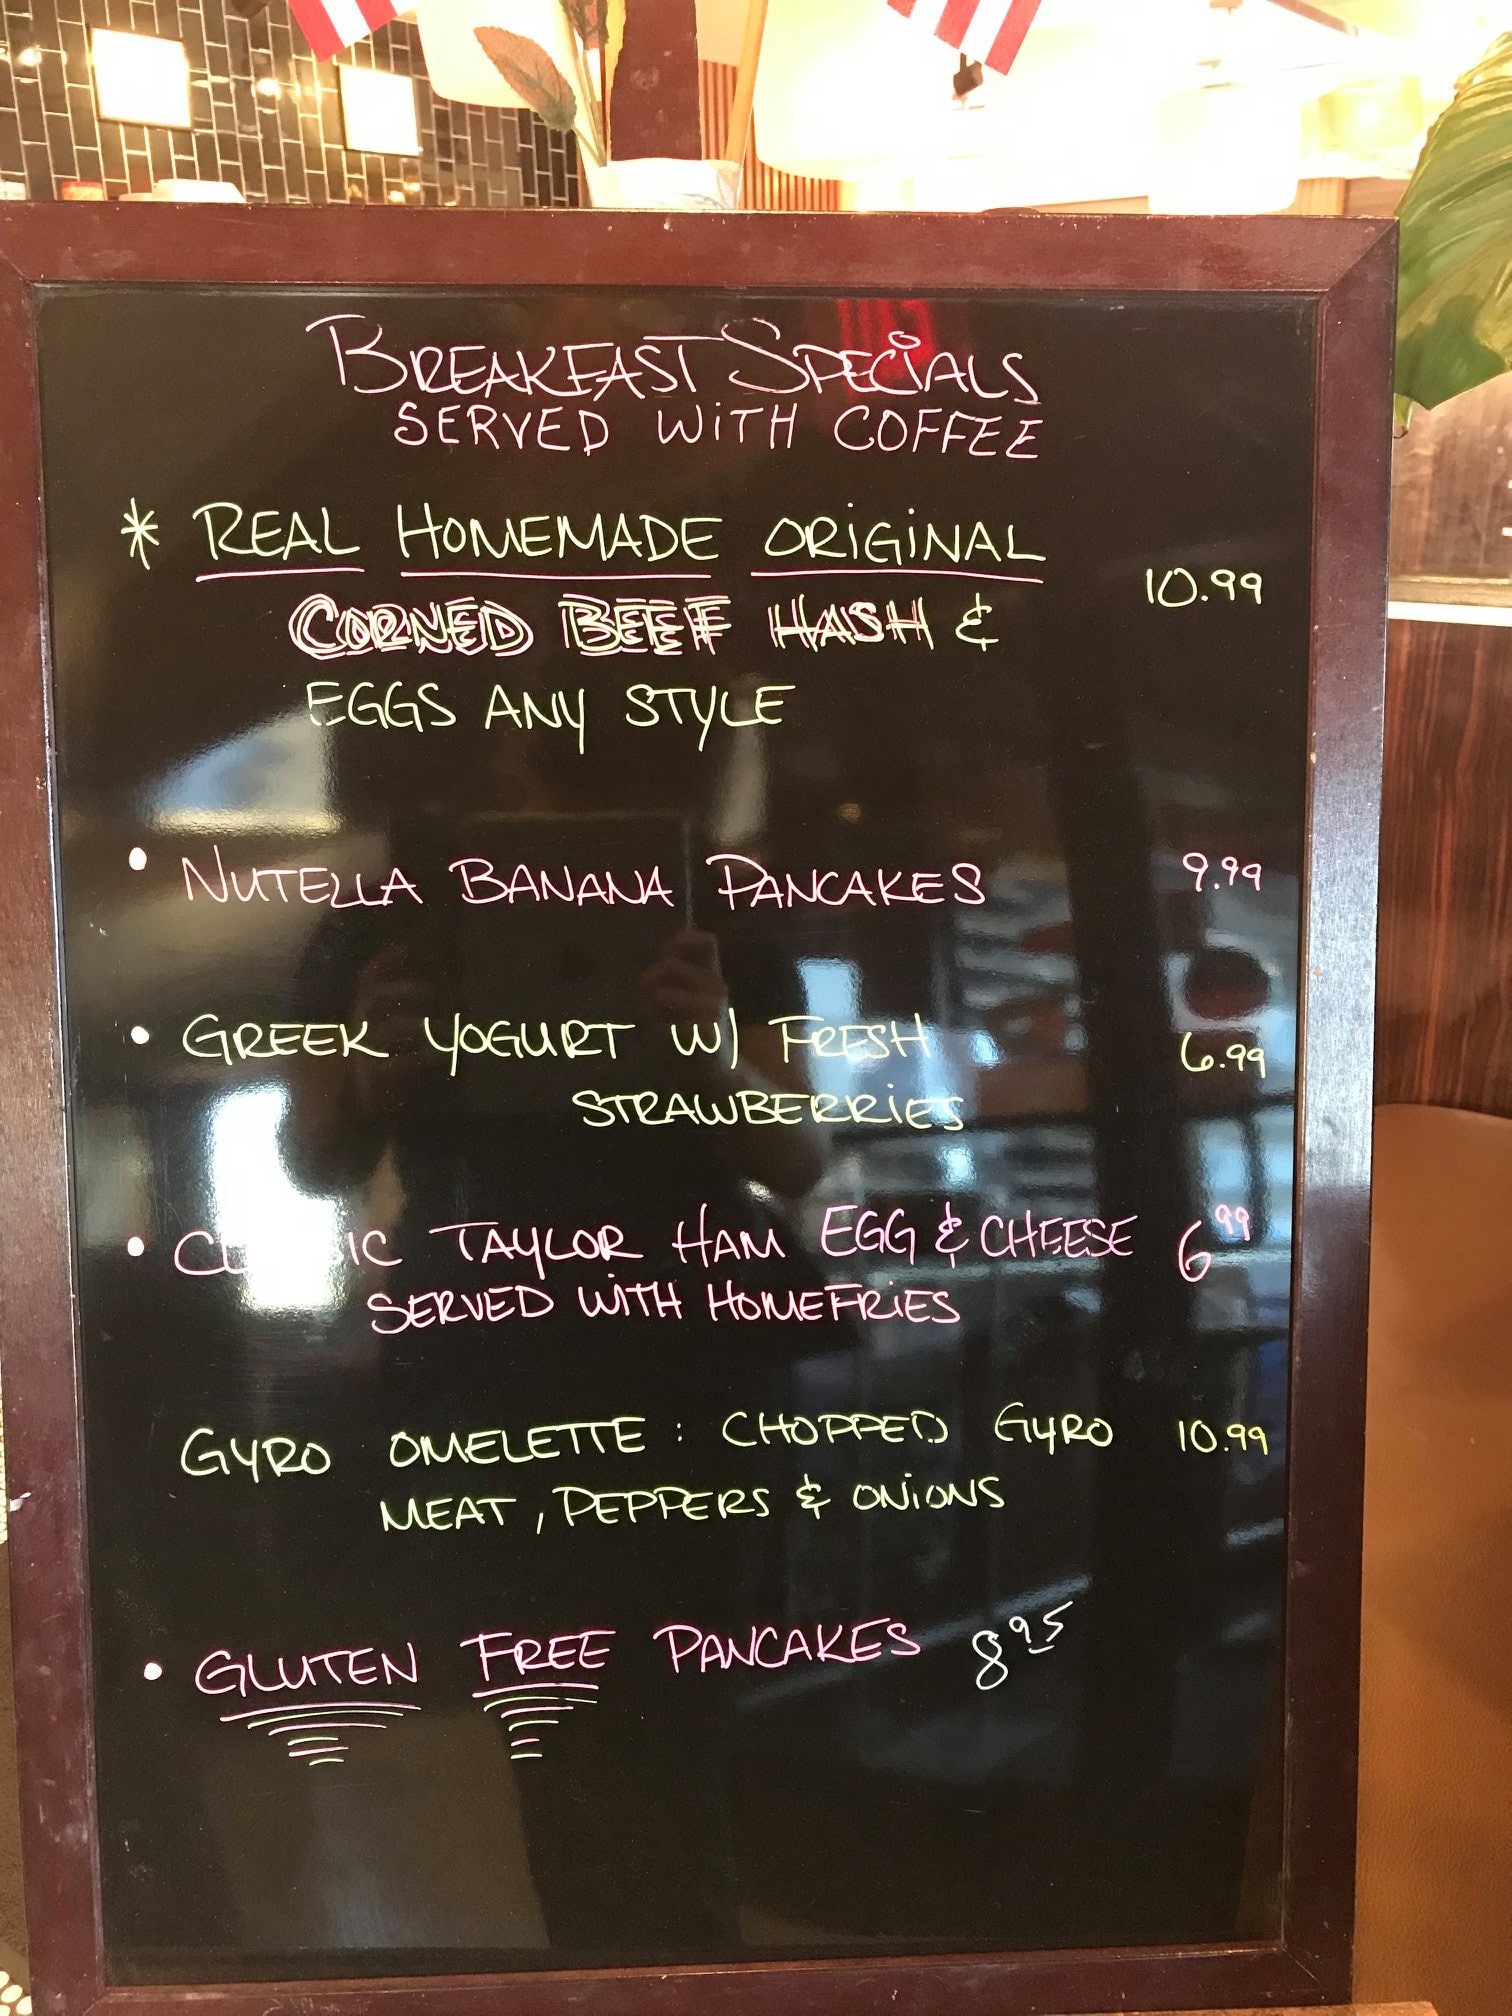 BREAKFAST SPECiALS
SERVED WiTH COFFEE
* REAL HOMEMADE ORiGiNAL
10.99
CORNED BEEF HASH &
EGGS ANY STYLE
• NUTELLA BANANA PANCAKES 9.99
• GREEK YOGURT W/ FRESH 6.99
STRAWBERRiES
• CLASSIC TAYLOR HAM EGG & CHEESE 6 99
SERVED WITH HOMEFRIES
GYRO OMELETTE : CHOPPED GYRO 10.99
MEAT, PEPPERS & ONiONS
• GLUTEN FREE PANCAKES 8 95